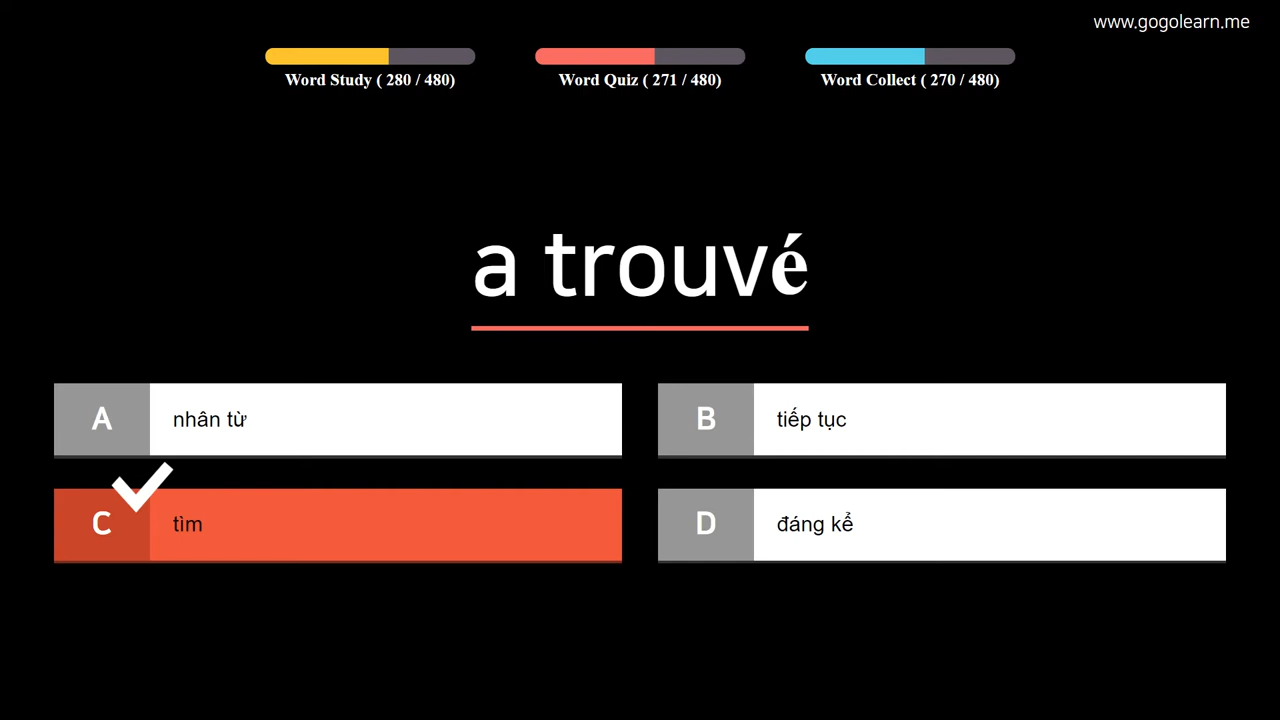 www.gogolearn.me
Word Study ( 280 / 480)
Word Quiz ( 271 / 480)
Word Collect ( 270 / 480)
a trouvé
A nhân từ
B tiếp tục
C tìm
D đáng kể